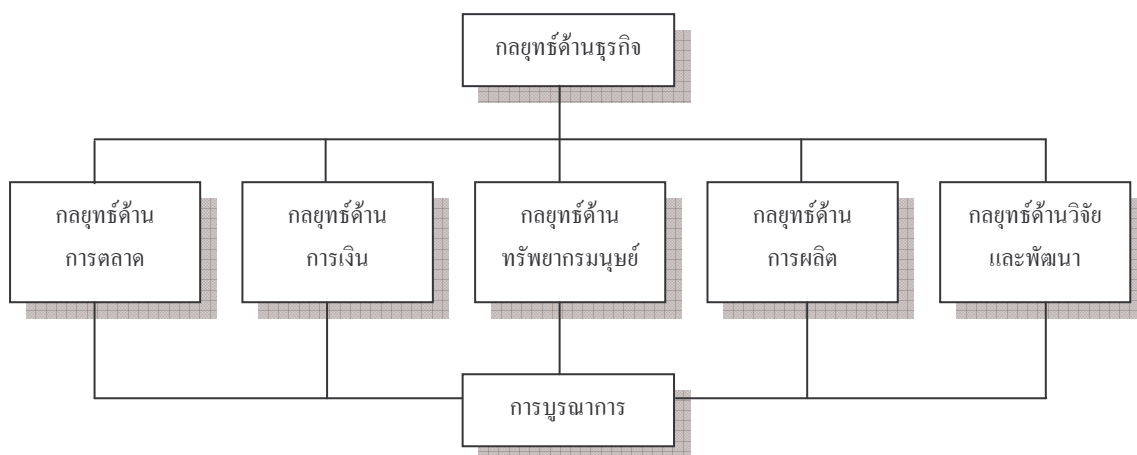 กลยุทธ์ด้านธุรกิจ
กลยุทธ์ด้าน
การตลาด
กลยุทธ์ด้าน
การเงิน
กลยุทธ์ด้าน
ทรัพยากรมนุษย์
กลยุทธ์ด้าน
การผลิต
กลยุทธ์ด้านวิจัย
และพัฒนา
การบูรณาการ